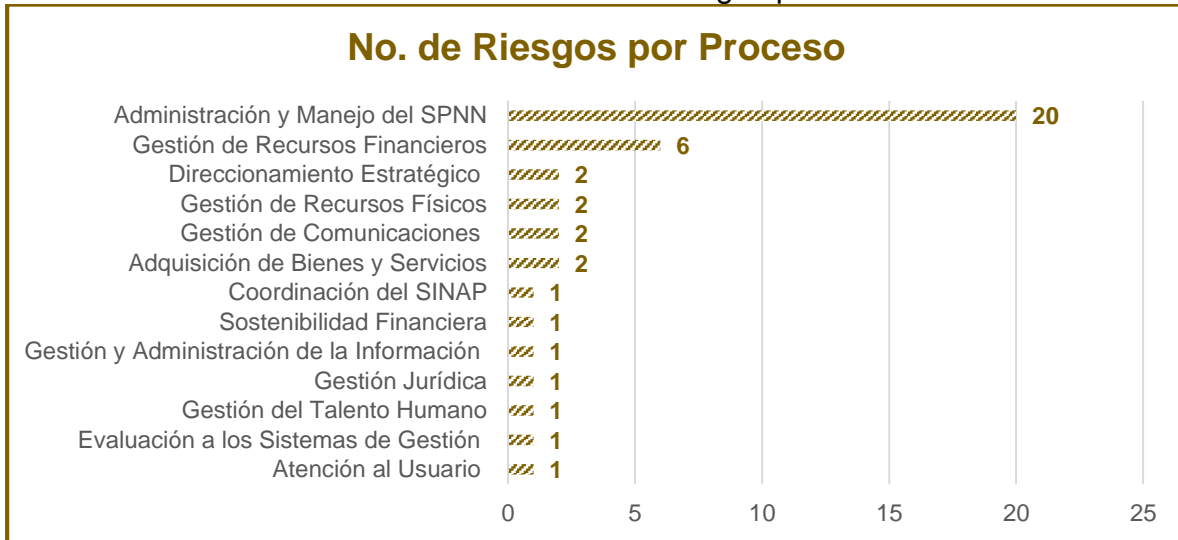 No. de Riesgos por Proceso
Administración y Manejo del SPNN 20
Gestión de Recursos Financieros 6
Direccionamiento Estratégico 2
Gestión de Recursos Físicos 2
Gestión de Comunicaciones 2
Adquisición de Bienes y Servicios 2
Coordinación del SINAP 1
Sostenibilidad Financiera 1
Gestión y Administración de la Información 1
Gestión Jurídica 1
Gestión del Talento Humano 1
Evaluación a los Sistemas de Gestión 1
Atención al Usuario 1
0 5 10 15 20 25